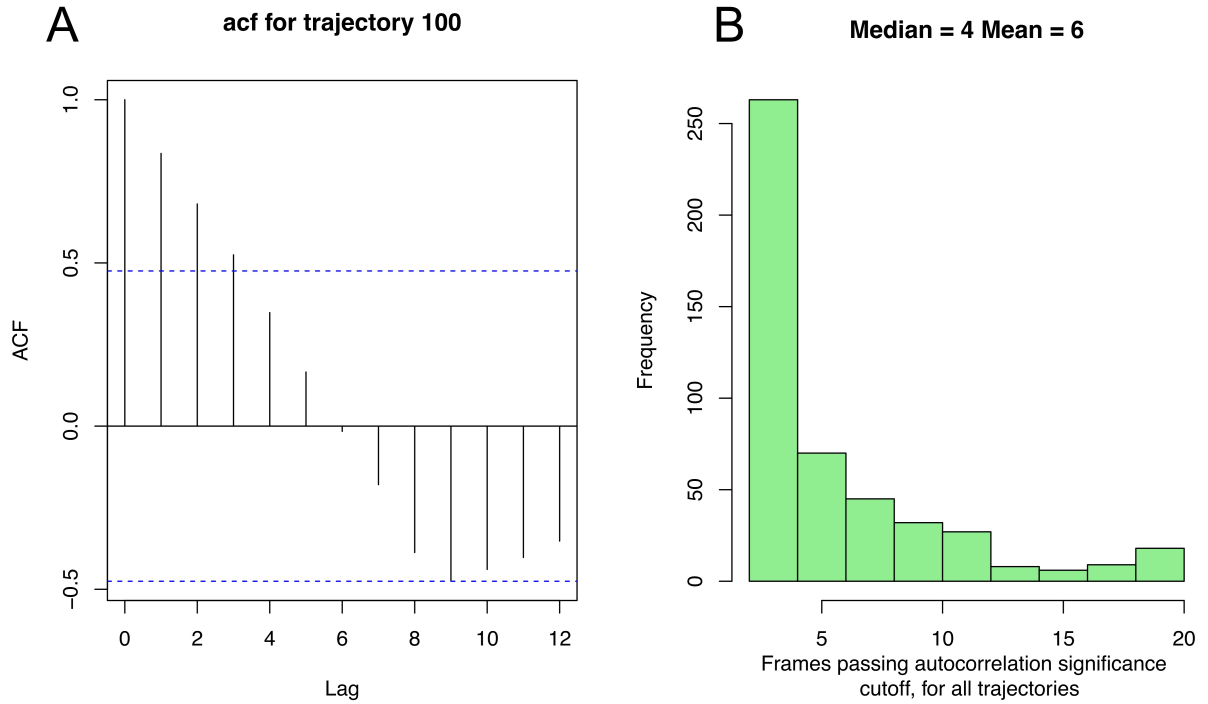 A
acf for trajectory 100
1.0
0.5
0.0
−0.5
ACF
0 2 4 6 8 10 12
Lag
B
Median = 4 Mean = 6
250
200
150
100
50
0
Frequency
5 10 15 20
Frames passing autocorrelation significance
cutoff, for all trajectories